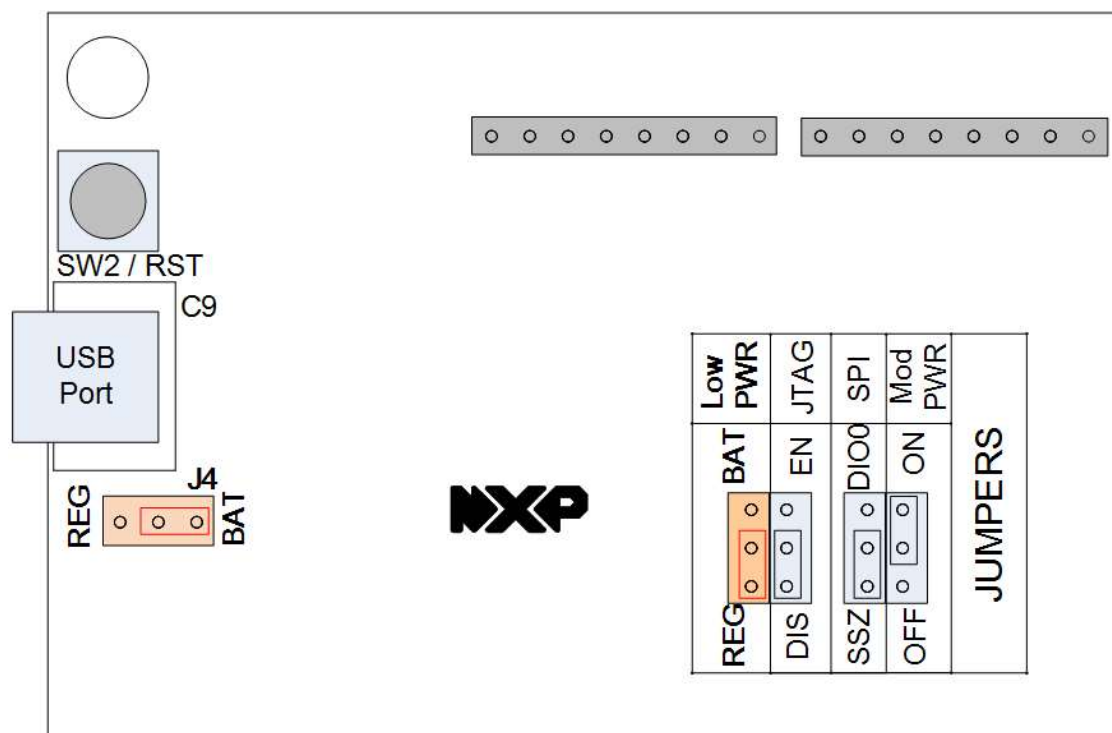 SW2 / RST
C9
USB
Port
J4
REG
BAT
NXP
Low
PWR
JTAG
SPI
Mod
PWR
BAT
EN
DIO0
ON
REG
DIS
SSZ
OFF
JUMPERS